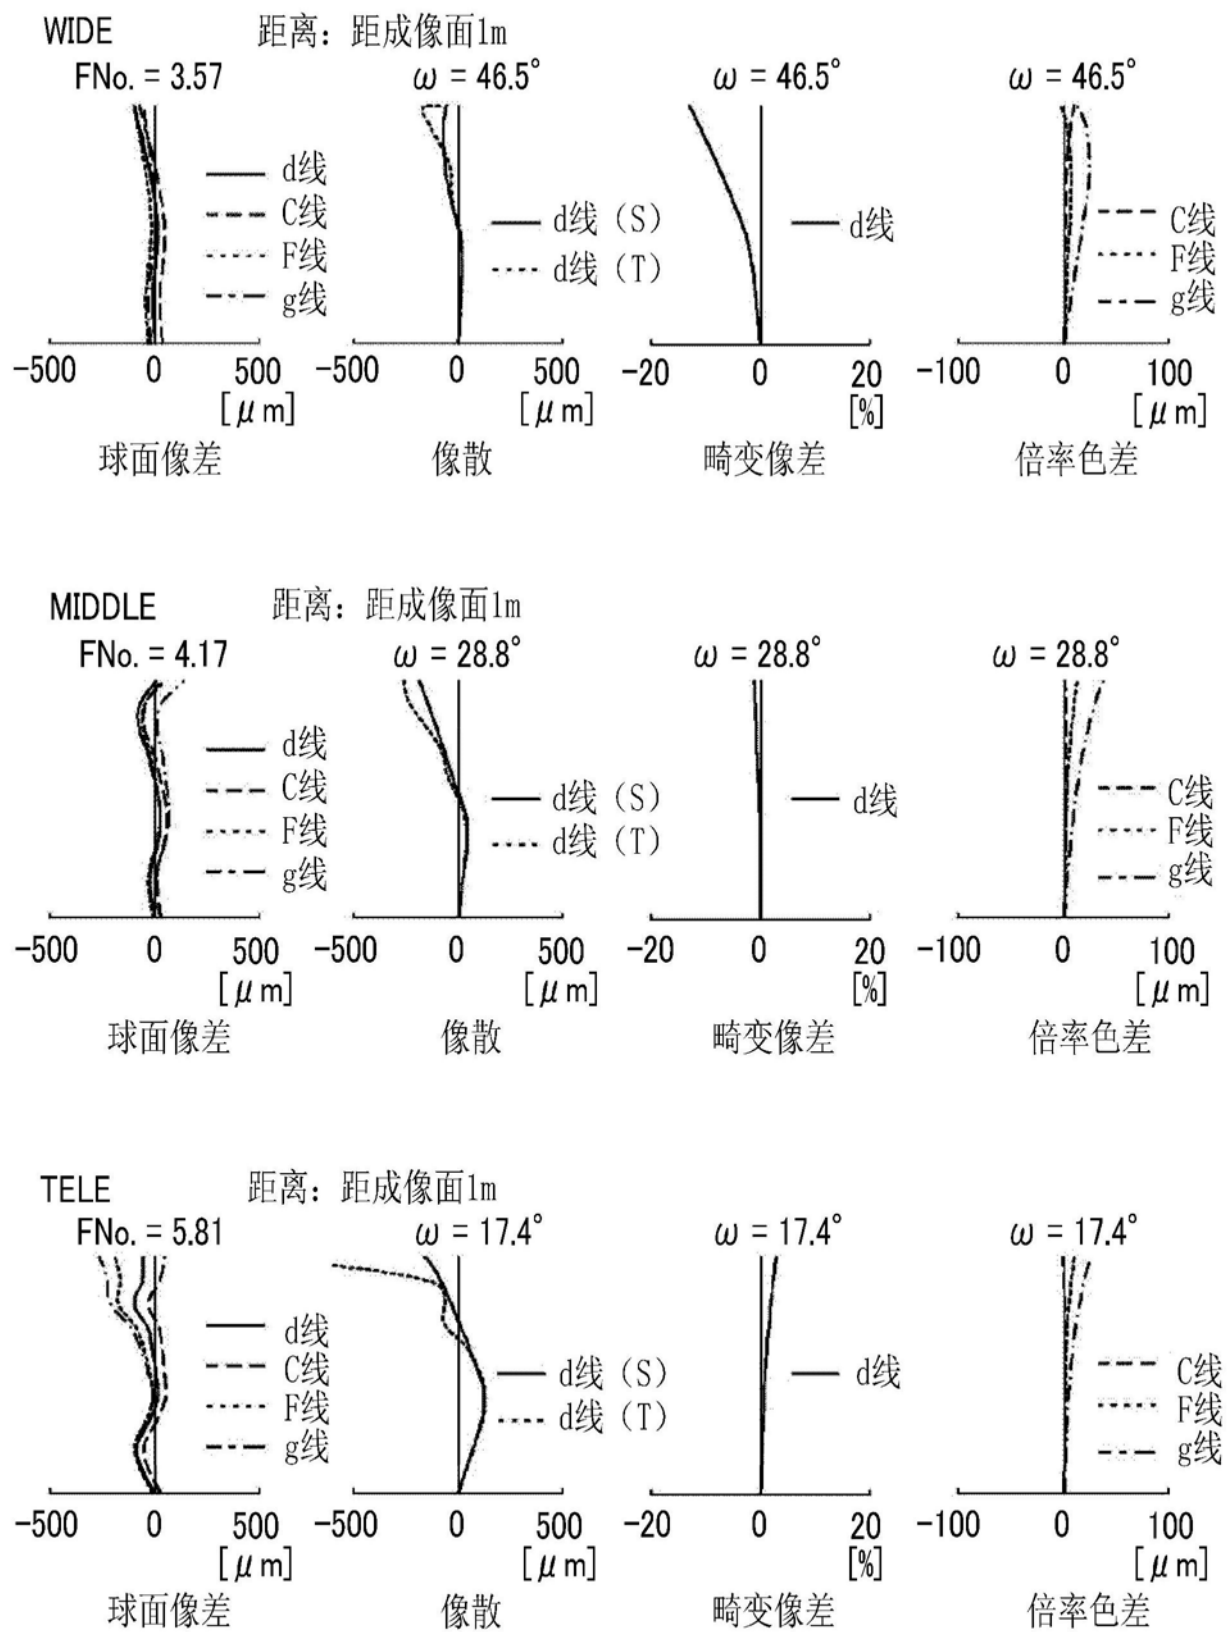 WIDE 距离：距成像面1m
FNo. = 3.57 ω = 46.5° ω = 46.5° ω = 46.5°
d线
C线
F线
g线
d线（S）
d线（T）
d线
C线
F线
g线
-500 0 500 -500 0 500 -20 0 20 -100 0 100
[μm] [μm] [%] [μm]
球面像差 像散 畸变像差 倍率色差
MIDDLE 距离：距成像面1m
FNo. = 4.17 ω = 28.8° ω = 28.8° ω = 28.8°
d线
C线
F线
g线
d线（S）
d线（T）
d线
C线
F线
g线
-500 0 500 -500 0 500 -20 0 20 -100 0 100
[μm] [μm] [%] [μm]
球面像差 像散 畸变像差 倍率色差
TELE 距离：距成像面1m
FNo. = 5.81 ω = 17.4° ω = 17.4° ω = 17.4°
d线
C线
F线
g线
d线（S）
d线（T）
d线
C线
F线
g线
-500 0 500 -500 0 500 -20 0 20 -100 0 100
[μm] [μm] [%] [μm]
球面像差 像散 畸变像差 倍率色差